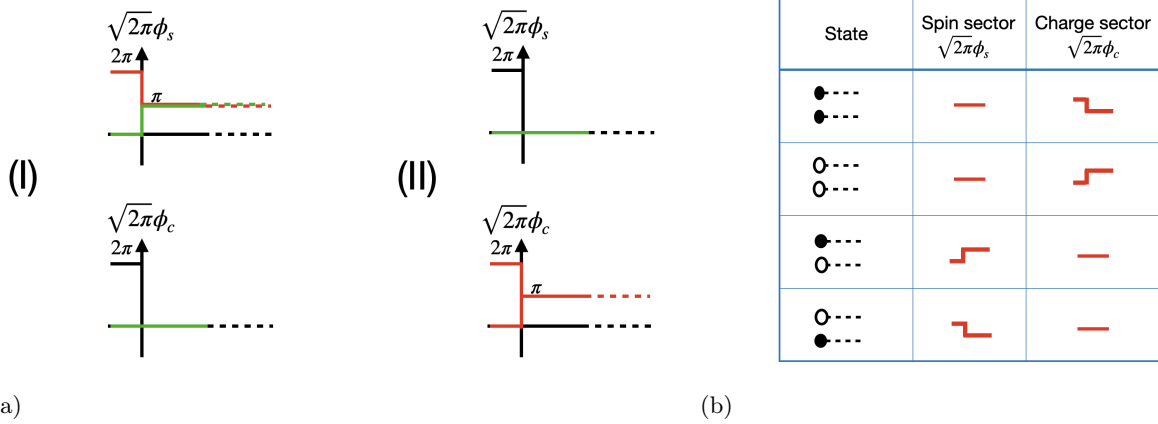 √2πϕs
2π
π
(I)
√2πϕc
2π
√2πϕs
2π
(II)
√2πϕc
2π
π
State
Spin sector
√2πϕs
Charge sector
√2πϕc
a)
(b)